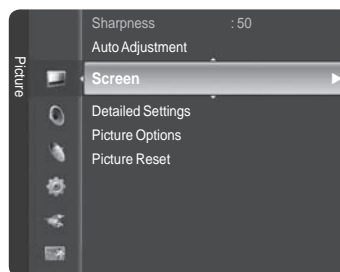 Picture
Sharpness : 50
Auto Adjustment
Screen
Detailed Settings
Picture Options
Picture Reset